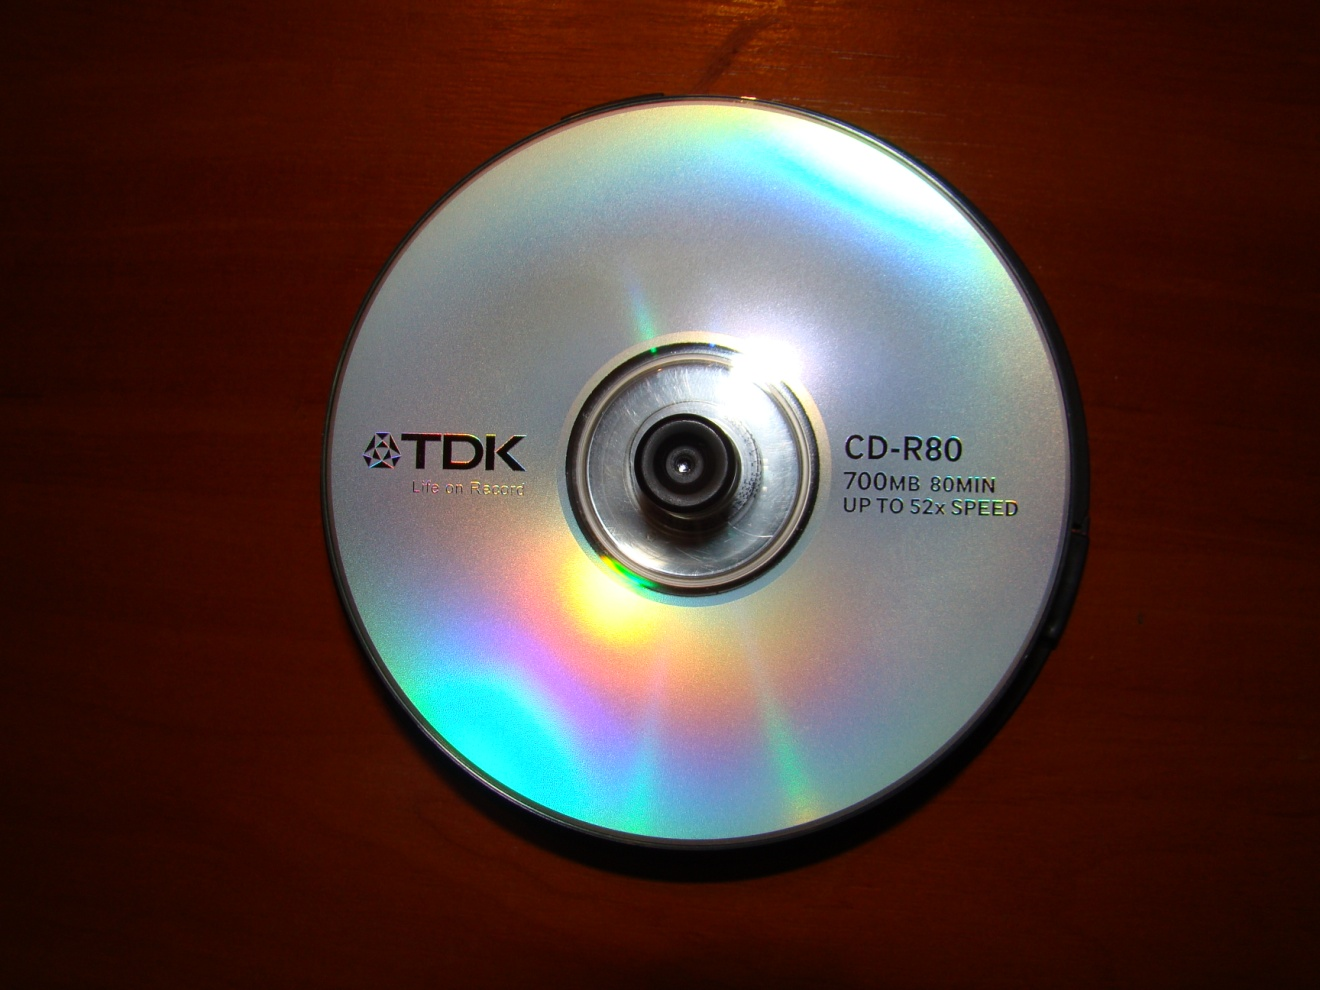 TDK
Life on Record
CD-R80
700MB 80MIN
UP TO 52x SPEED